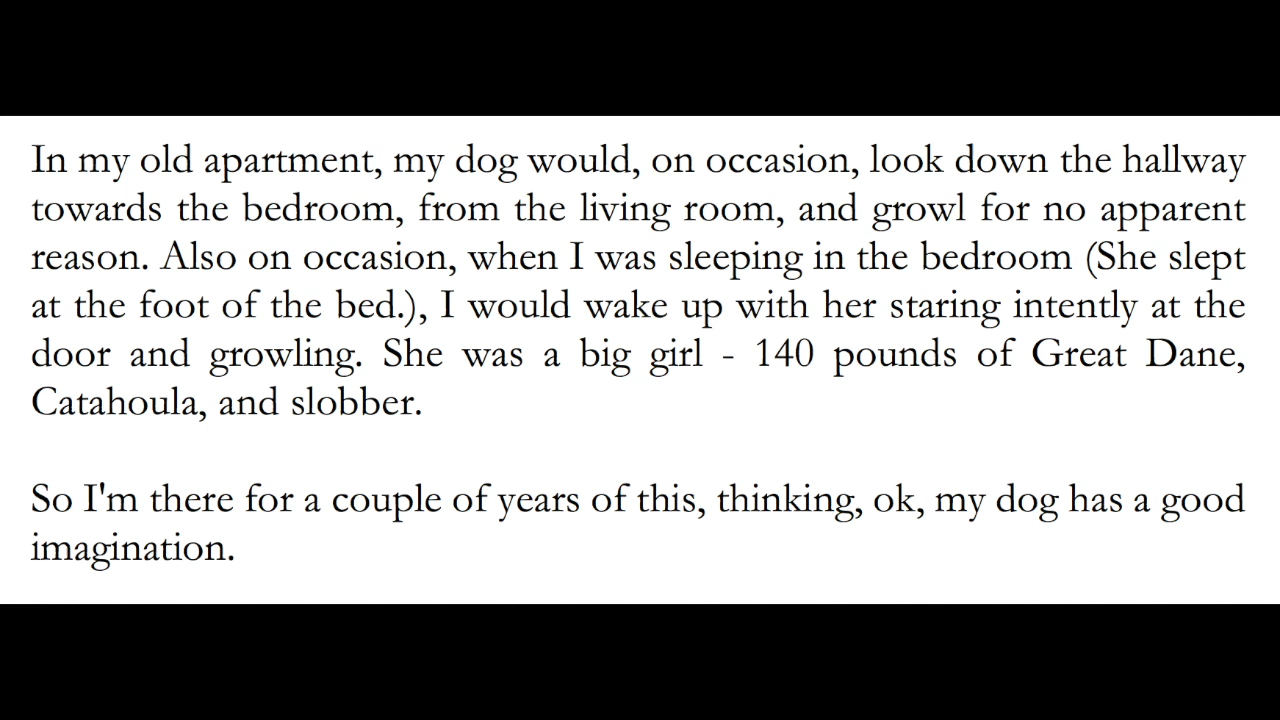 In my old apartment, my dog would, on occasion, look down the hallway
towards the bedroom, from the living room, and growl for no apparent
reason. Also on occasion, when I was sleeping in the bedroom (She slept
at the foot of the bed.), I would wake up with her staring intently at the
door and growling. She was a big girl - 140 pounds of Great Dane,
Catahoula, and slobber.
So I'm there for a couple of years of this, thinking, ok, my dog has a good
imagination.